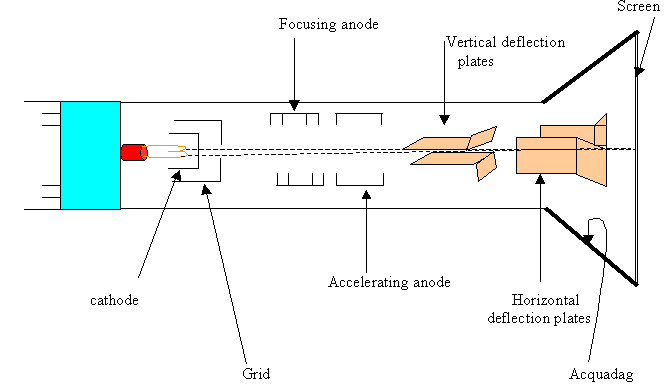 Screen
Focusing anode
Vertical deflection
plates
cathode
Accelerating anode
Horizontal
deflection plates
Grid
Acquadag